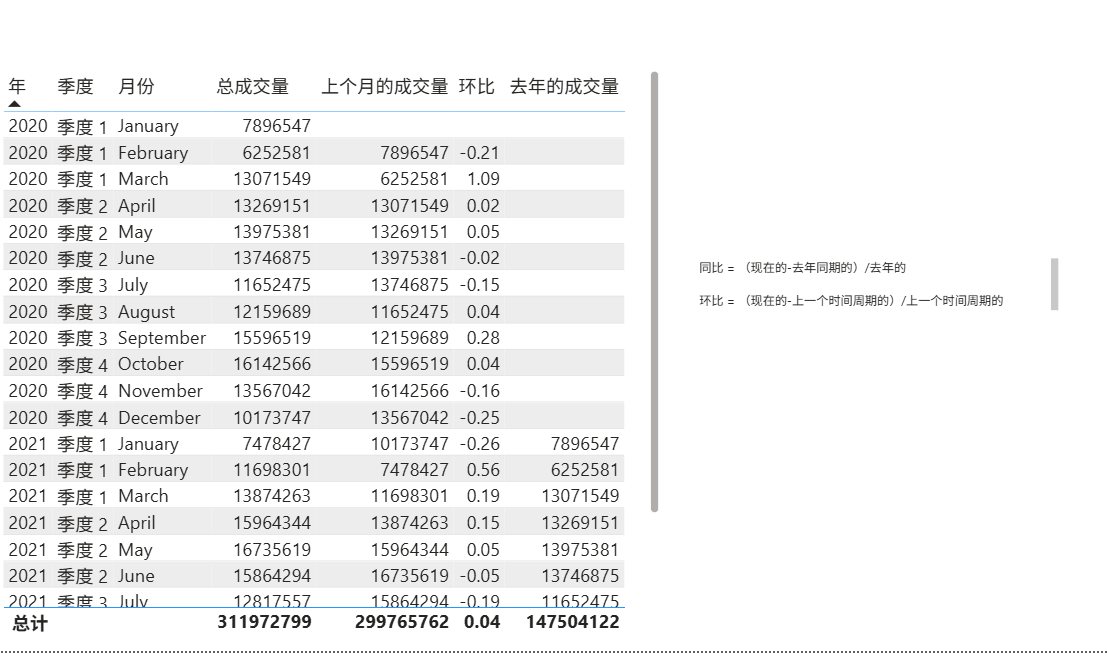 年 季度 月份 总成交量 上个月的成交量 环比 去年的成交量
2020 季度 1 January 7896547
2020 季度 1 February 6252581 7896547 -0.21
2020 季度 1 March 13071549 6252581 1.09
2020 季度 2 April 13269151 13071549 0.02
2020 季度 2 May 13975381 13269151 0.05
2020 季度 2 June 13746875 13975381 -0.02
2020 季度 3 July 11652475 13746875 -0.15
2020 季度 3 August 12159689 11652475 0.04
2020 季度 3 September 15596519 12159689 0.28
2020 季度 4 October 16142566 15596519 0.04
2020 季度 4 November 13567042 16142566 -0.16
2020 季度 4 December 10173747 13567042 -0.25
2021 季度 1 January 7478427 10173747 -0.26 7896547
2021 季度 1 February 11698301 7478427 0.56 6252581
2021 季度 1 March 13874263 11698301 0.19 13071549
2021 季度 2 April 15964344 13874263 0.15 13269151
2021 季度 2 May 16735619 15964344 0.05 13975381
2021 季度 2 June 15864294 16735619 -0.05 13746875
2021 季度 3 July 12817557 15864294 -0.19 11652475
总计 311972799 299765762 0.04 147504122
同比 = （现在的-去年同期的）/去年的
环比 = （现在的-上一个时间周期的）/上一个时间周期的